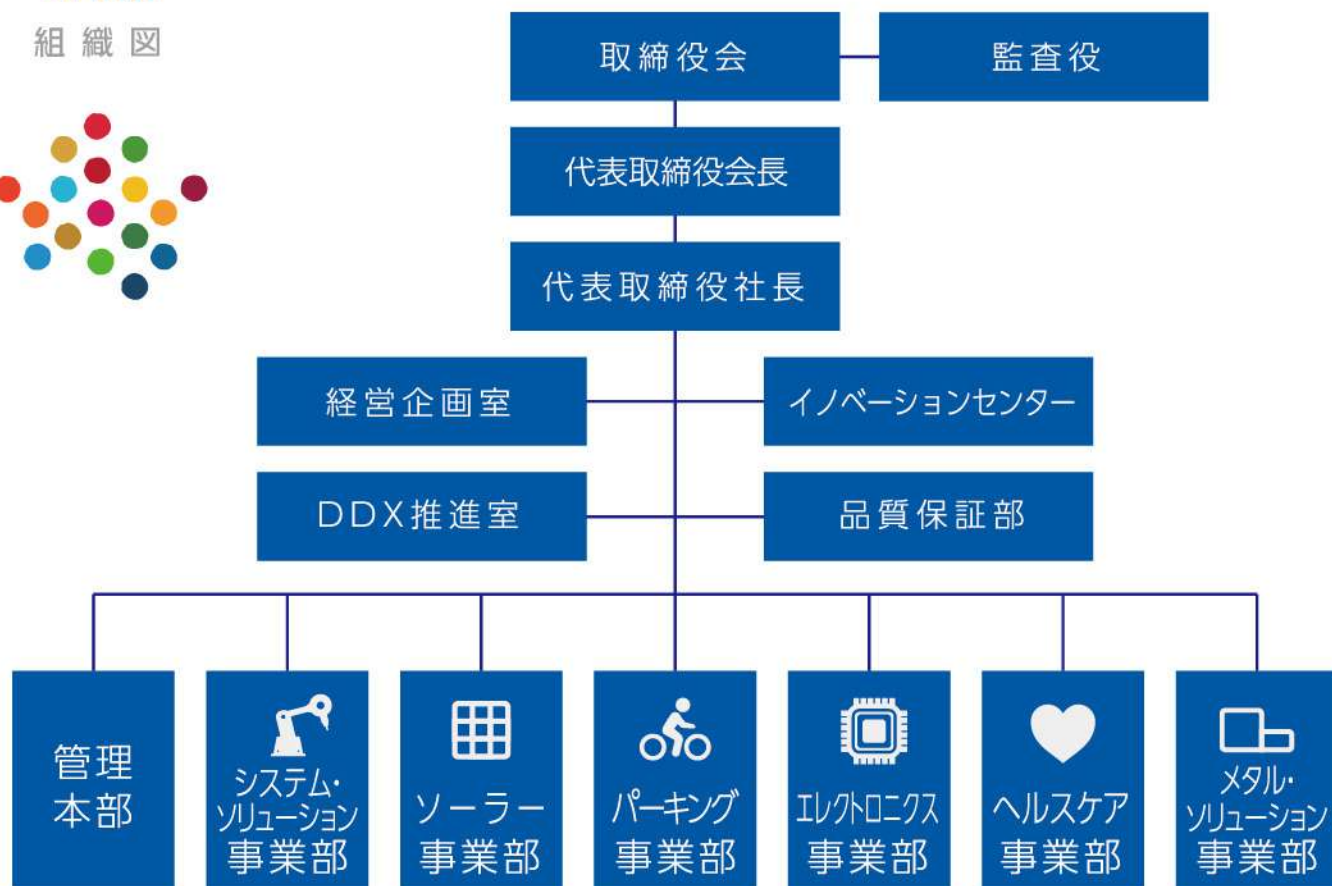 組織図
取締役会
監査役
代表取締役会長
代表取締役社長
経営企画室
イノベーションセンター
DDX推進室
品質保証部
管理
本部
システム・
ソリューション
事業部
ソーラー
事業部
パーキング
事業部
エレクトロニクス
事業部
ヘルスケア
事業部
メタル・
ソリューション
事業部